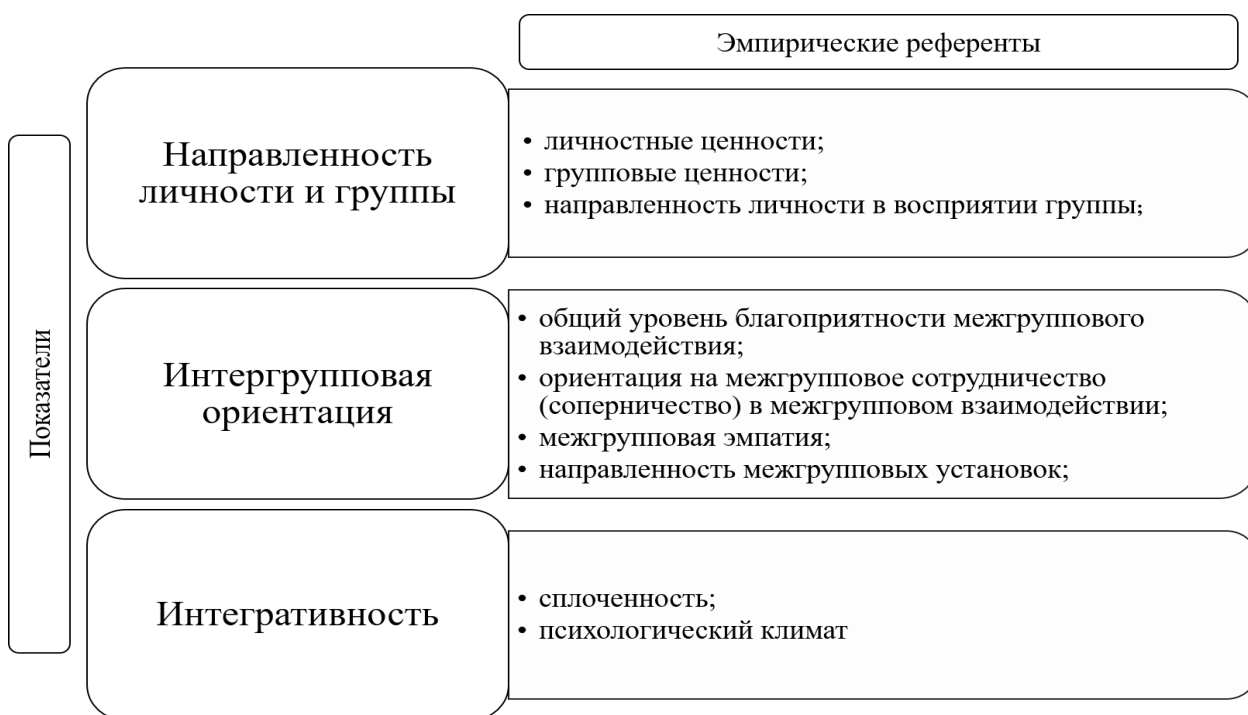 Эмпирические референты
Показатели
Направленность
личности и группы
• личностные ценности;
• групповые ценности;
• направленность личности в восприятии группы;
Интергрупповая
ориентация
• общий уровень благоприятности межгруппового
взаимодействия;
• ориентация на межгрупповое сотрудничество
(соперничество) в межгрупповом взаимодействии;
• межгрупповая эмпатия;
• направленность межгрупповых установок;
Интегративность
• сплоченность;
• психологический климат